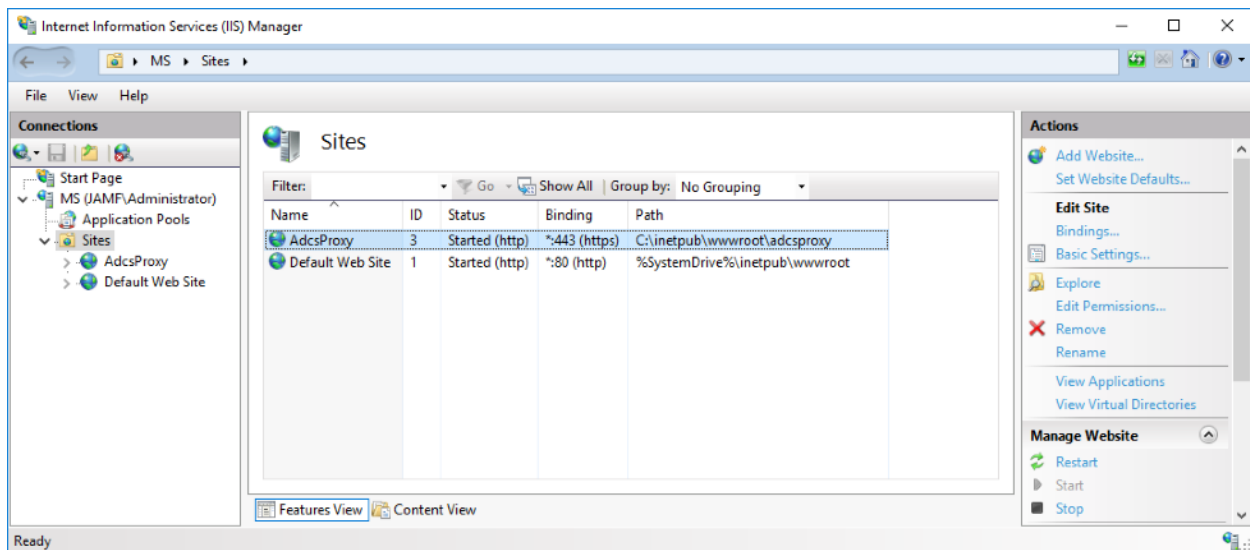 Internet Information Services (IIS) Manager
MS Sites
File View Help
Connections
Start Page
MS (JAMF\Administrator)
Application Pools
Sites
AdcsProxy
Default Web Site
Sites
Filter: Go Show All Group by: No Grouping
Name ID Status Binding Path
AdcsProxy 3 Started (http) *:443 (https) C:\inetpub\wwwroot\adcsproxy
Default Web Site 1 Started (http) *:80 (http) %SystemDrive%\inetpub\wwwroot
Features View Content View
Actions
Add Website...
Set Website Defaults...
Edit Site
Bindings...
Basic Settings...
Explore
Edit Permissions...
Remove
Rename
View Applications
View Virtual Directories
Manage Website
Restart
Start
Stop
Ready